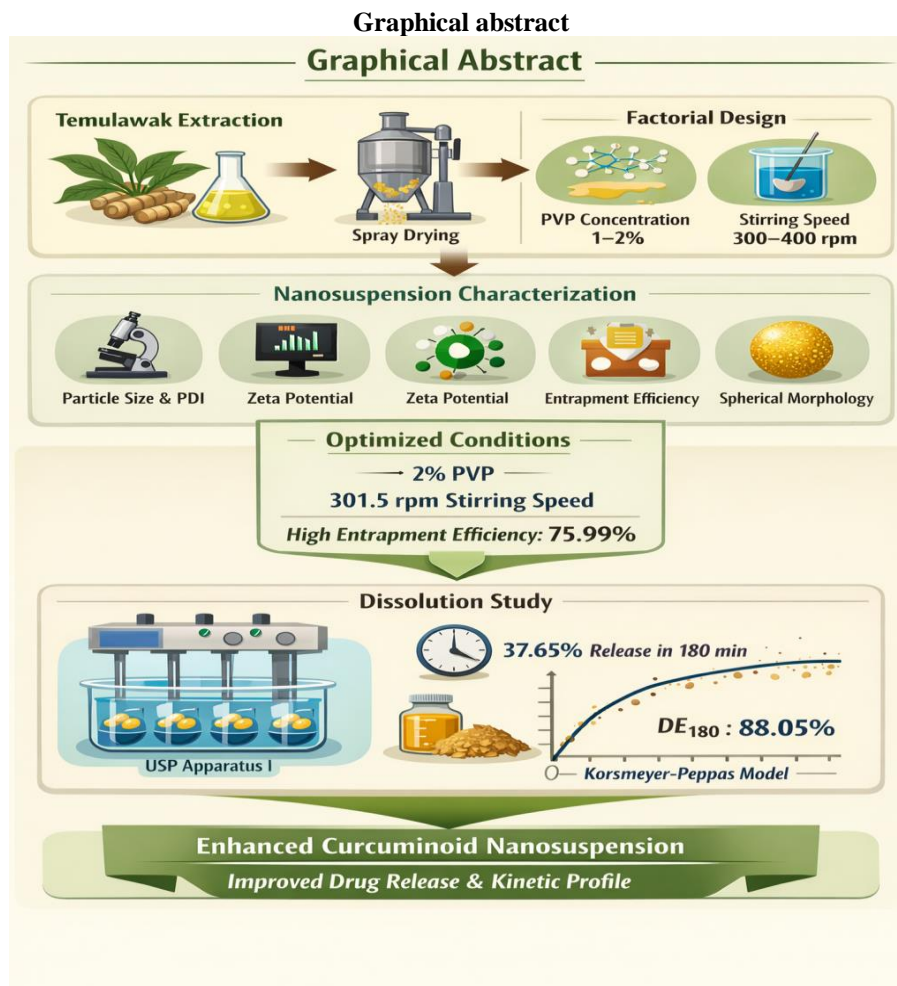 Graphical abstract
Graphical Abstract
Temulawak Extraction
Spray Drying
Factorial Design
PVP Concentration
1–2%
Stirring Speed
300–400 rpm
Nanosuspension Characterization
Particle Size & PDI
Zeta Potential
Zeta Potential
Entrapment Efficiency
Spherical Morphology
Optimized Conditions
2% PVP
301.5 rpm Stirring Speed
High Entrapment Efficiency: 75.99%
Dissolution Study
USP Apparatus I
37.65% Release in 180 min
DE180 : 88.05%
Korsmeyer-Peppas Model
Enhanced Curcuminoid Nanosuspension
Improved Drug Release & Kinetic Profile